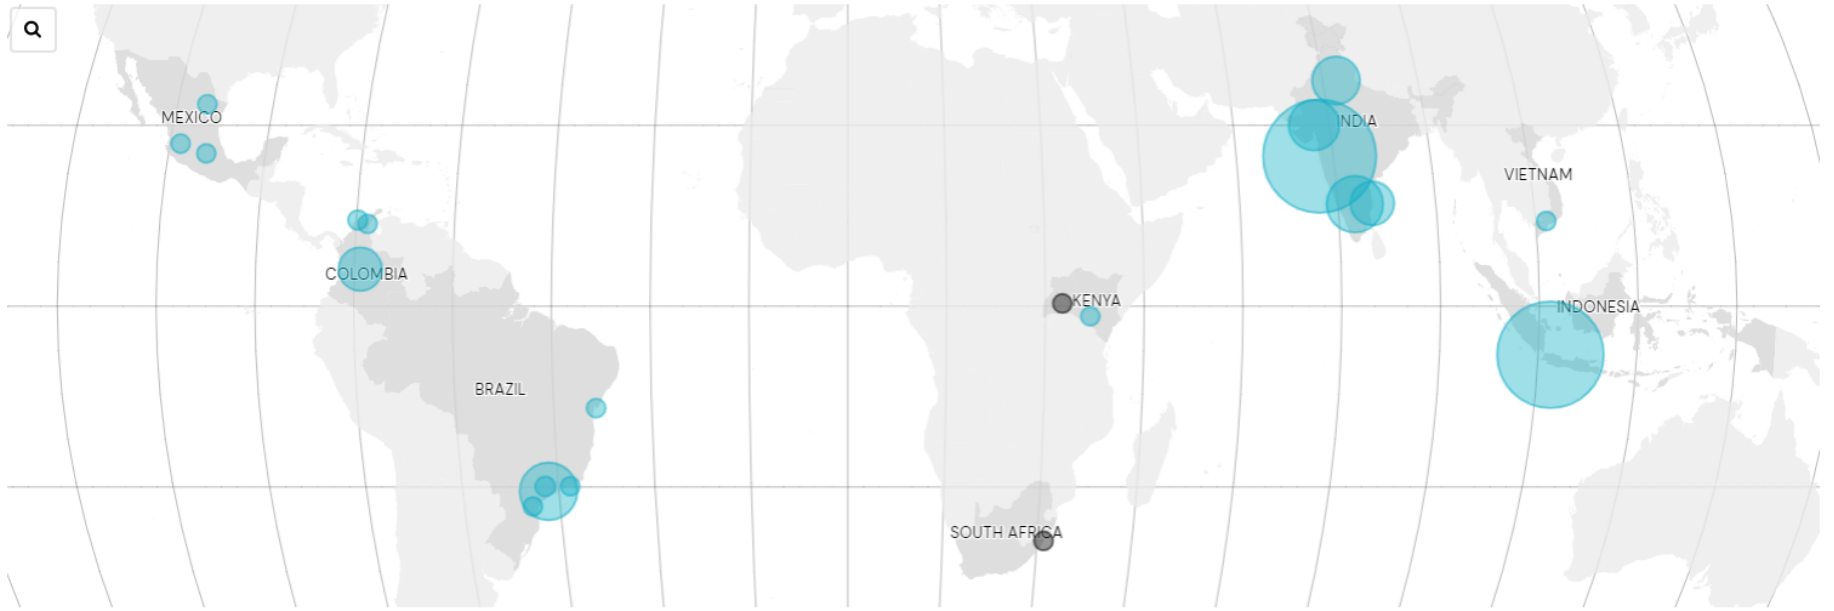 MEXICO
INDIA
VIETNAM
COLOMBIA
KENYA
INDONESIA
BRAZIL
SOUTH AFRICA